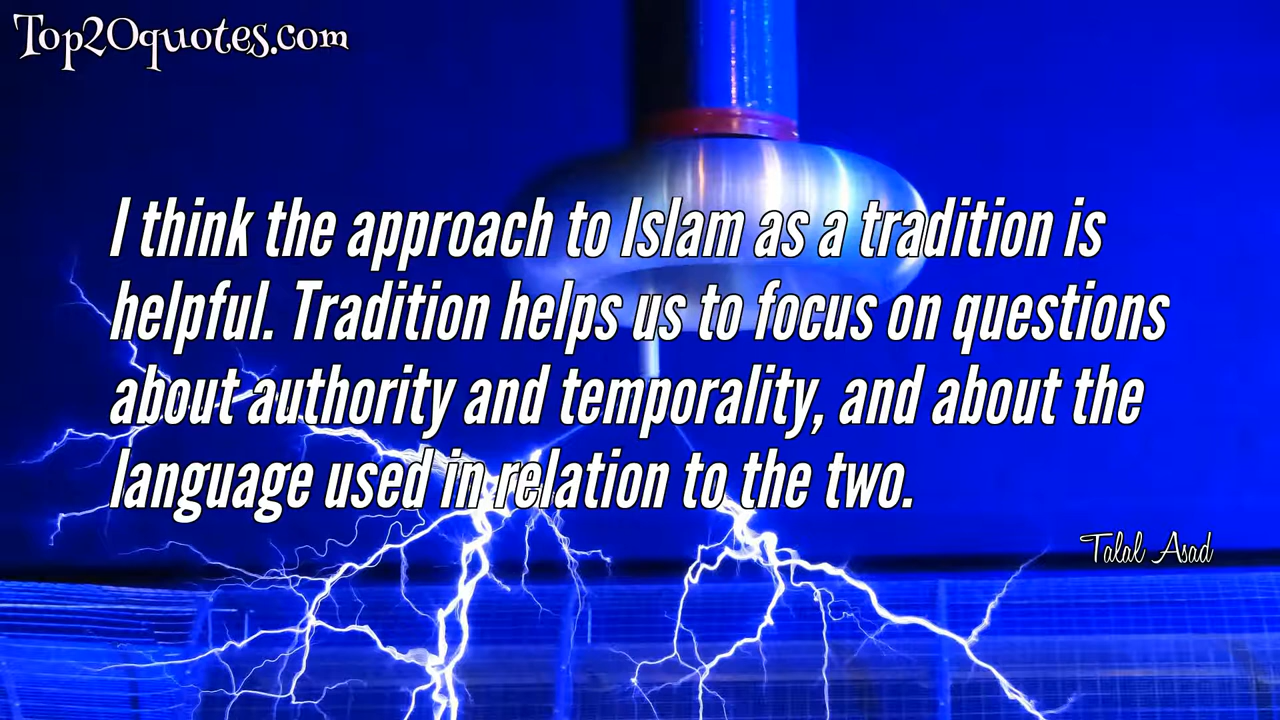 Top20quotes.com
I think the approach to Islam as a tradition is
helpful. Tradition helps us to focus on questions
about authority and temporality, and about the
language used in relation to the two.
Talal Asad